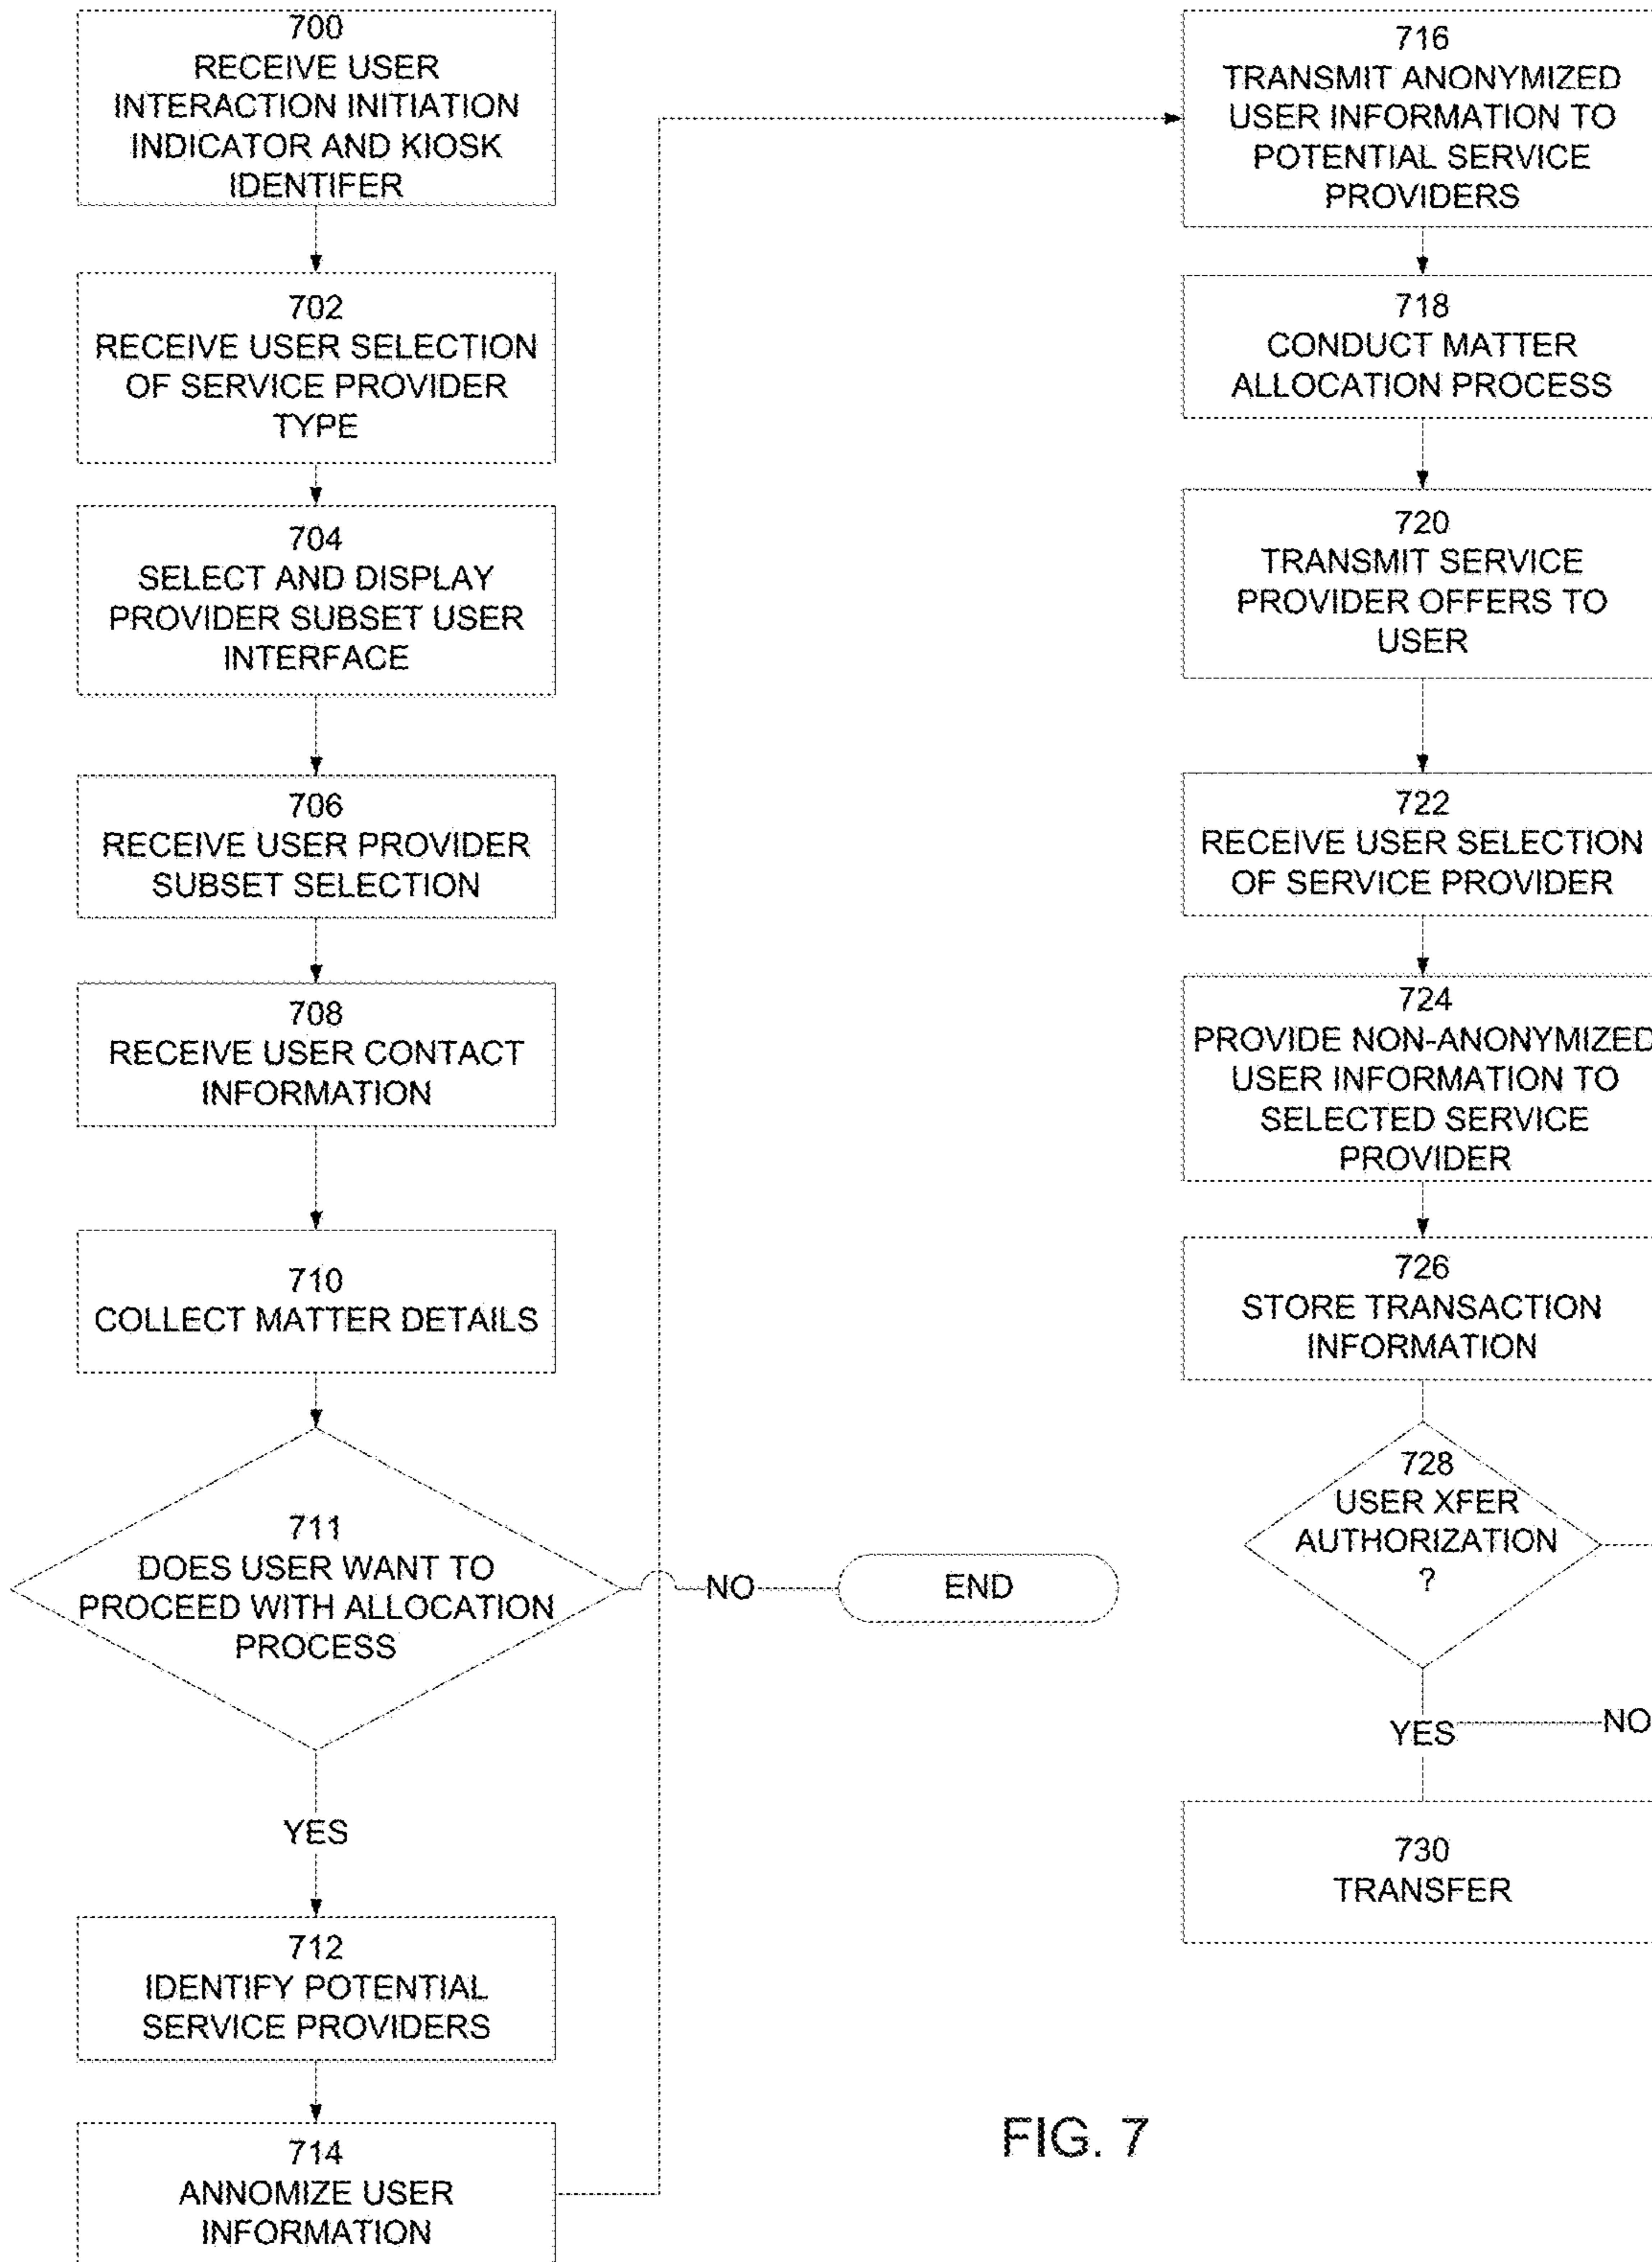 700
RECEIVE USER
INTERACTION INITIATION
INDICATOR AND KIOSK
IDENTIFER
702
RECEIVE USER SELECTION
OF SERVICE PROVIDER
TYPE
704
SELECT AND DISPLAY
PROVIDER SUBSET USER
INTERFACE
706
RECEIVE USER PROVIDER
SUBSET SELECTION
708
RECEIVE USER CONTACT
INFORMATION
710
COLLECT MATTER DETAILS
711
DOES USER WANT TO
PROCEED WITH ALLOCATION
PROCESS
NO
END
YES
712
IDENTIFY POTENTIAL
SERVICE PROVIDERS
714
ANNOMIZE USER
INFORMATION
716
TRANSMIT ANONYMIZED
USER INFORMATION TO
POTENTIAL SERVICE
PROVIDERS
718
CONDUCT MATTER
ALLOCATION PROCESS
720
TRANSMIT SERVICE
PROVIDER OFFERS TO
USER
722
RECEIVE USER SELECTION
OF SERVICE PROVIDER
724
PROVIDE NON-ANONYMIZED
USER INFORMATION TO
SELECTED SERVICE
PROVIDER
726
STORE TRANSACTION
INFORMATION
728
USER XFER
AUTHORIZATION
?
YES
NO
730
TRANSFER
FIG. 7